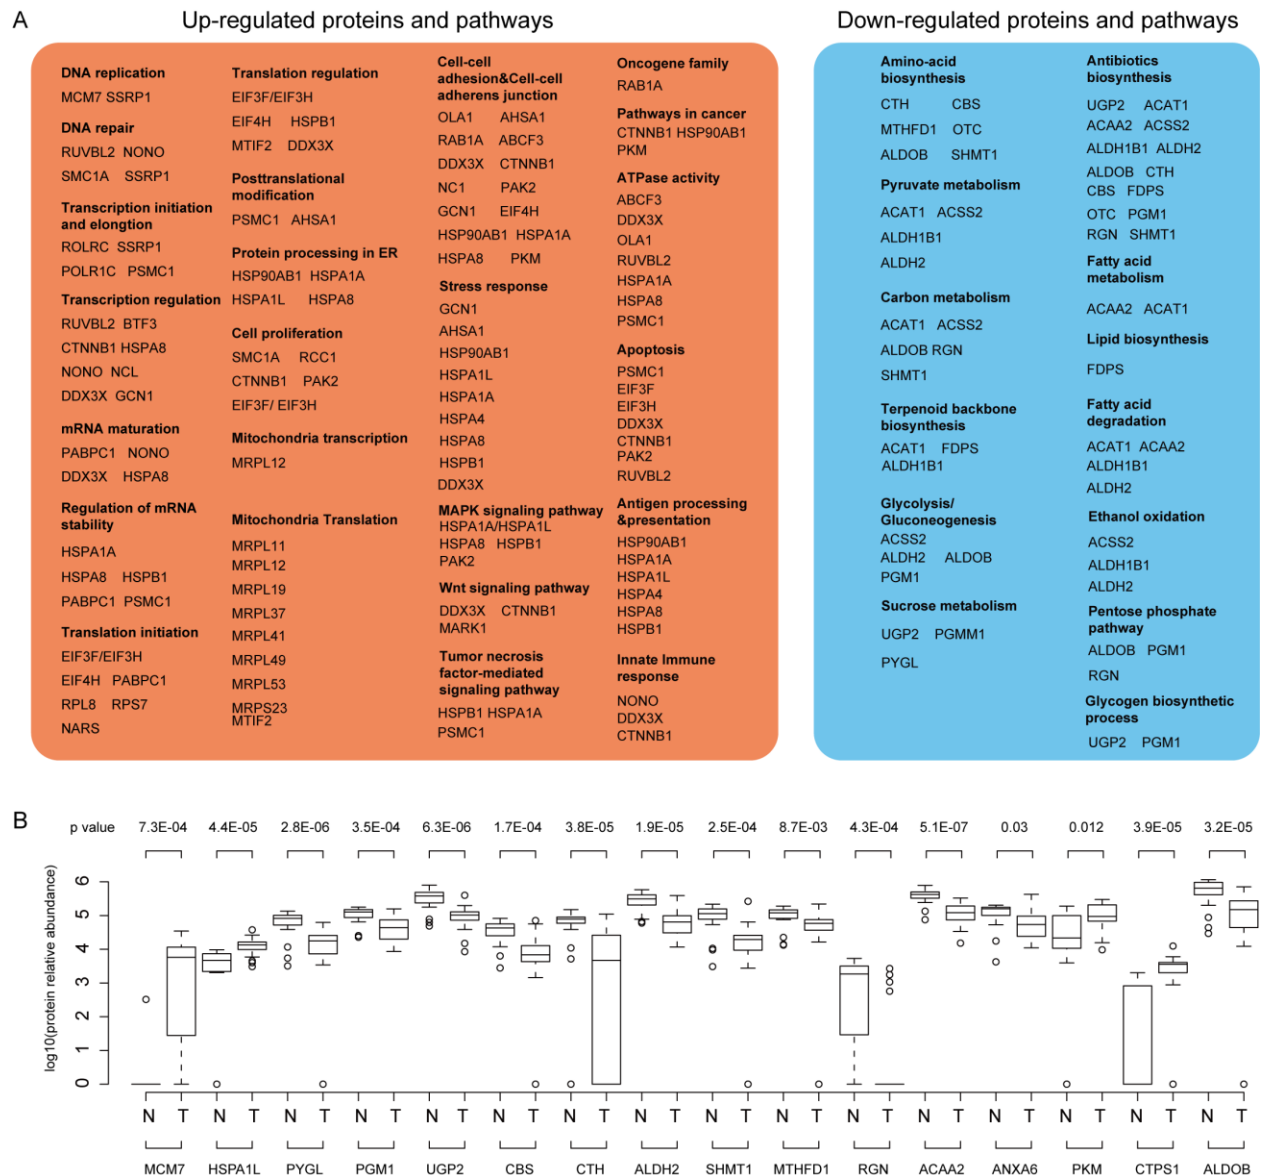 A
Up-regulated proteins and pathways
Down-regulated proteins and pathways
DNA replication
MCM7 SSRP1
DNA repair
RUVBL2 NONO
SMC1A SSRP1
Transcription initiation
and elongtion
ROLRC SSRP1
POLR1C PSMC1
Transcription regulation
RUVBL2 BTF3
CTNNB1 HSPA8
NONO NCL
DDX3X GCN1
mRNA maturation
PABPC1 NONO
DDX3X HSPA8
Regulation of mRNA
stability
HSPA1A
HSPA8 HSPB1
PABPC1 PSMC1
Translation initiation
EIF3F/EIF3H
EIF4H PABPC1
RPL8 RPS7
NARS
Translation regulation
EIF3F/EIF3H
EIF4H HSPB1
MTIF2 DDX3X
Posttranslational
modification
PSMC1 AHSA1
Protein processing in ER
HSP90AB1 HSPA1A
HSPA1L HSPA8
Cell proliferation
SMC1A RCC1
CTNNB1 PAK2
EIF3F/ EIF3H
Mitochondria transcription
MRPL12
Mitochondria Translation
MRPL11
MRPL12
MRPL19
MRPL37
MRPL41
MRPL49
MRPL53
MRPS23
MTIF2
Cell-cell
adhesion&Cell-cell
adherens junction
OLA1 AHSA1
RAB1A ABCF3
DDX3X CTNNB1
NC1 PAK2
GCN1 EIF4H
HSP90AB1 HSPA1A
HSPA8 PKM
Stress response
GCN1
AHSA1
HSP90AB1
HSPA1L
HSPA1A
HSPA4
HSPA8
HSPB1
DDX3X
MAPK signaling pathway
HSPA1A/HSPA1L
HSPA8 HSPB1
PAK2
Wnt signaling pathway
DDX3X CTNNB1
MARK1
Tumor necrosis
factor-mediated
signaling pathway
HSPB1 HSPA1A
PSMC1
Oncogene family
RAB1A
Pathways in cancer
CTNNB1 HSP90AB1
PKM
ATPase activity
ABCF3
DDX3X
OLA1
RUVBL2
HSPA1A
HSPA8
PSMC1
Apoptosis
PSMC1
EIF3F
EIF3H
DDX3X
CTNNB1
PAK2
RUVBL2
Antigen processing
&presentation
HSP90AB1
HSPA1A
HSPA1L
HSPA4
HSPA8
HSPB1
Innate Immune
response
NONO
DDX3X
CTNNB1
Amino-acid
biosynthesis
CTH CBS
MTHFD1 OTC
ALDOB SHMT1
Pyruvate metabolism
ACAT1 ACSS2
ALDH1B1
ALDH2
Carbon metabolism
ACAT1 ACSS2
ALDOB RGN
SHMT1
Terpenoid backbone
biosynthesis
ACAT1 FDPS
ALDH1B1
Glycolysis/
Gluconeogenesis
ACSS2
ALDH2 ALDOB
PGM1
Sucrose metabolism
UGP2 PGMM1
PYGL
Antibiotics
biosynthesis
UGP2 ACAT1
ACAA2 ACSS2
ALDH1B1 ALDH2
ALDOB CTH
CBS FDPS
OTC PGM1
RGN SHMT1
Fatty acid
metabolism
ACAA2 ACAT1
Lipid biosynthesis
FDPS
Fatty acid
degradation
ACAT1 ACAA2
ALDH1B1
ALDH2
Ethanol oxidation
ACSS2
ALDH1B1
ALDH2
Pentose phosphate
pathway
ALDOB PGM1
RGN
Glycogen biosynthetic
process
UGP2 PGM1
B
p value 7.3E-04 4.4E-05 2.8E-06 3.5E-04 6.3E-06 1.7E-04 3.8E-05 1.9E-05 2.5E-04 8.7E-03 4.3E-04 5.1E-07 0.03 0.012 3.9E-05 3.2E-05
log10(protein relative abundance)
6
5
4
3
2
1
0
N T N T N T N T N T N T N T N T N T N T N T N T N T N T N T N T
MCM7 HSPA1L PYGL PGM1 UGP2 CBS CTH ALDH2 SHMT1 MTHFD1 RGN ACAA2 ANXA6 PKM CTPS1 ALDOB